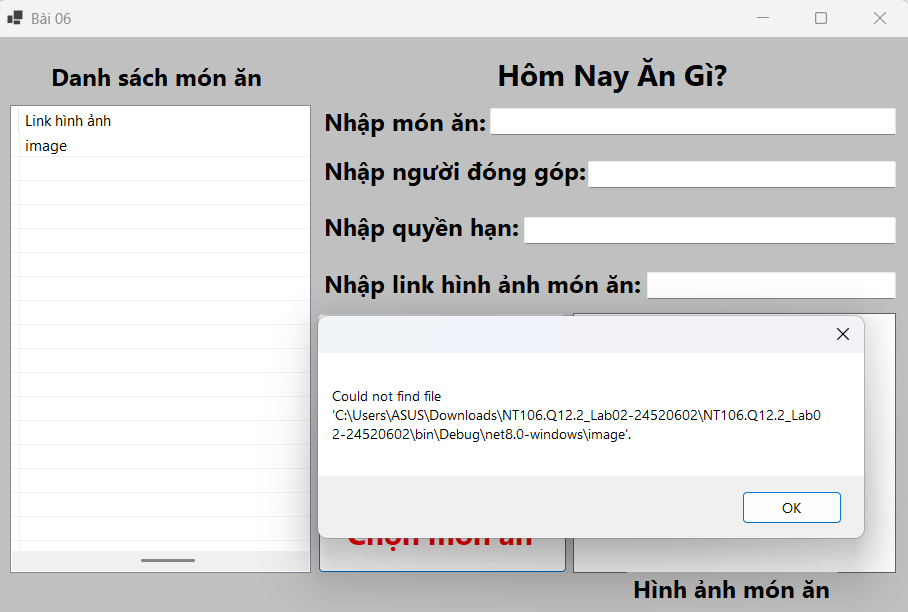 Bài 06
Danh sách món ăn
Hôm Nay Ăn Gì?
Link hình ảnh
image
Nhập món ăn:
Nhập người đóng góp:
Nhập quyền hạn:
Nhập link hình ảnh món ăn:
Could not find file
'C:\Users\ASUS\Downloads\NT106.Q12.2_Lab02-24520602\NT106.Q12.2_Lab0
2-24520602\bin\Debug\net8.0-windows\image'.
OK
Chọn món ăn
Hình ảnh món ăn